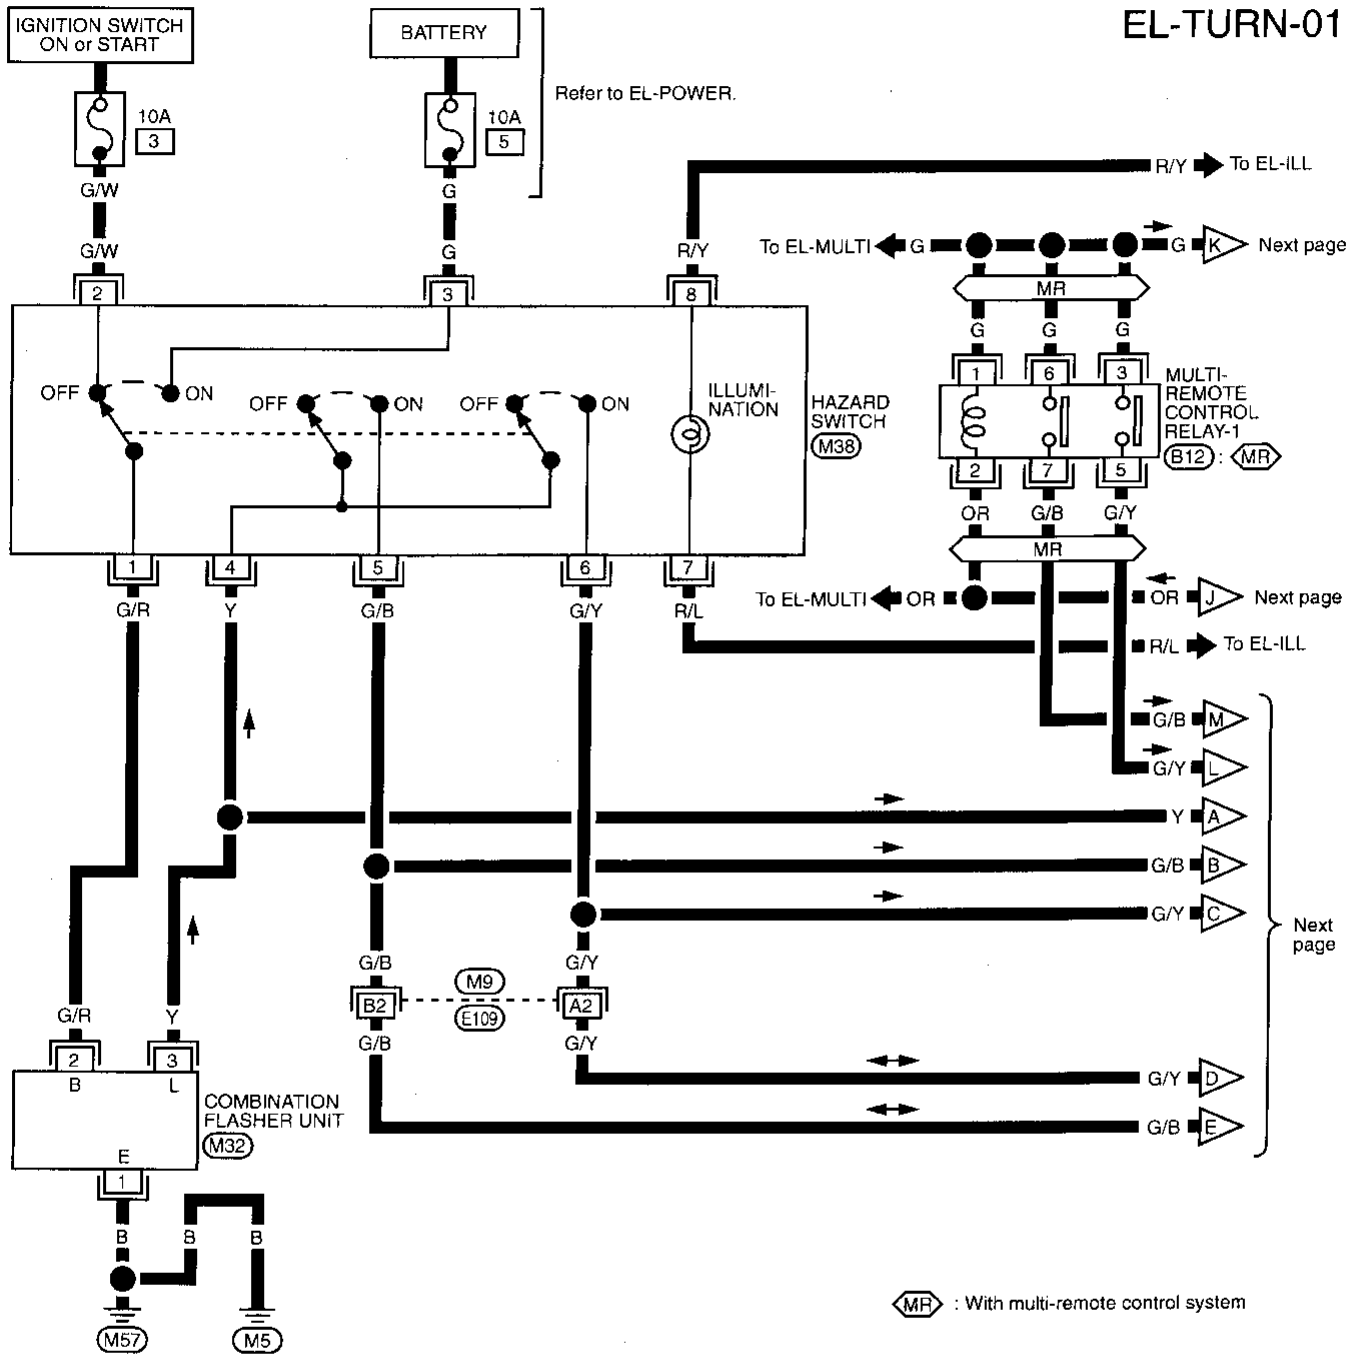 EL-TURN-01
IGNITION SWITCH
ON or START
BATTERY
Refer to EL-POWER.
10A
3
10A
5
G/W
G
R/Y
To EL-ILL
G/W
G
R/Y
To EL-MULTI
G
G
K
Next page
2
3
8
MR
G
G
G
1
6
3
MULTI-
REMOTE
CONTROL
RELAY-1
B12 : MR
OFF
ON
OFF
ON
OFF
ON
ILLUMI-
NATION
HAZARD
SWITCH
M38
2
7
5
OR
G/B
G/Y
MR
1
4
5
6
7
G/R
Y
G/B
G/Y
R/L
To EL-MULTI
OR
OR
J
Next page
R/L
To EL-ILL
G/B
M
G/Y
L
Y
A
G/B
B
G/Y
C
Next
page
G/B
G/Y
B2
M9
E109
A2
G/B
G/Y
G/R
Y
2
3
B
L
COMBINATION
FLASHER UNIT
M32
G/Y
D
G/B
E
E
1
B
B
B
M57
M5
MR : With multi-remote control system